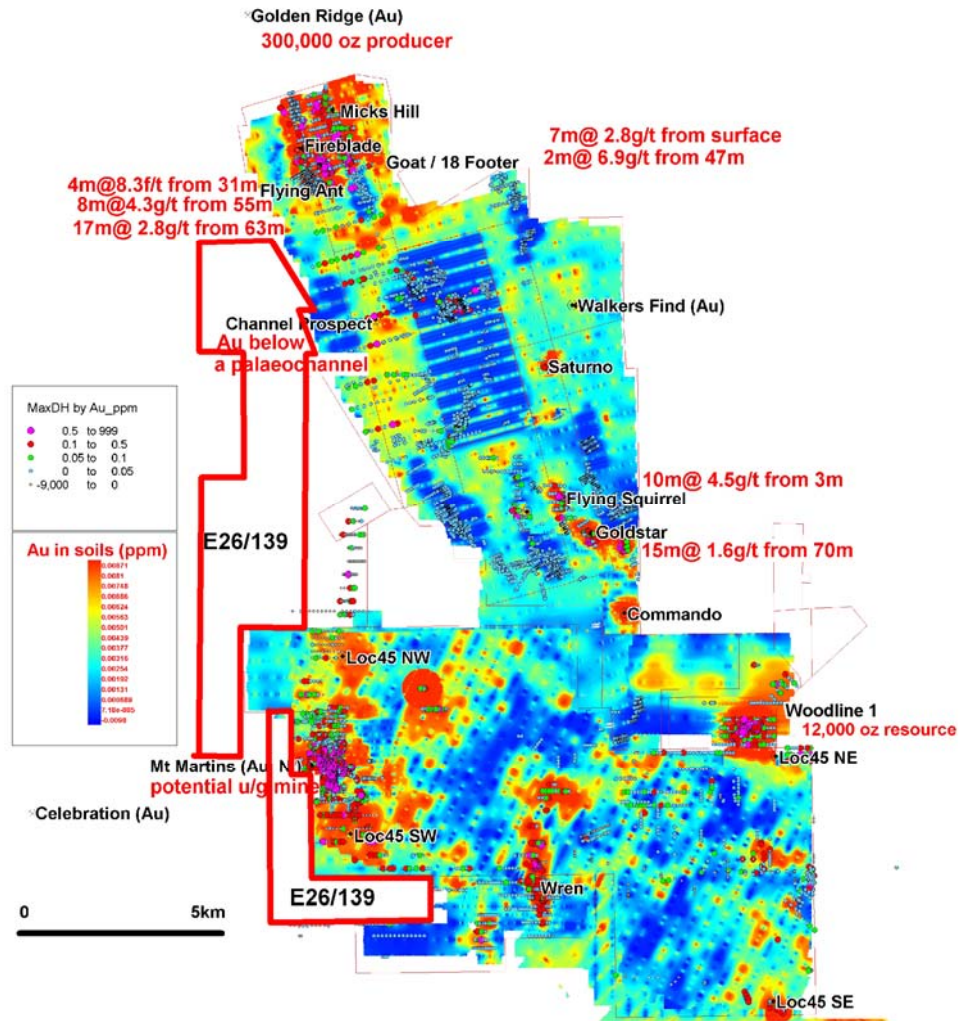 Golden Ridge (Au)
300,000 oz producer
Micks Hill
Fireblade
7m@ 2.8g/t from surface
2m@ 6.9g/t from 47m
Goat / 18 Footer
4m@8.3f/t from 31m
Flying Ant
8m@4.3g/t from 55m
17m@ 2.8g/t from 63m
Walkers Find (Au)
Channel Prospect
Au below
a palaeochannel
Saturno
MaxDH by Au_ppm
0.5 to 999
0.1 to 0.5
0.05 to 0.1
0 to 0.05
-9,000 to 0
10m@ 4.5g/t from 3m
Flying Squirrel
Goldstar
15m@ 1.6g/t from 70m
E26/139
Au in soils (ppm)
Commando
Loc45 NW
Woodline 1
12,000 oz resource
Loc45 NE
Mt Martins (Au, N
potential u/g mine
Celebration (Au)
Loc45 SW
Wren
E26/139
0 5km
Loc45 SE